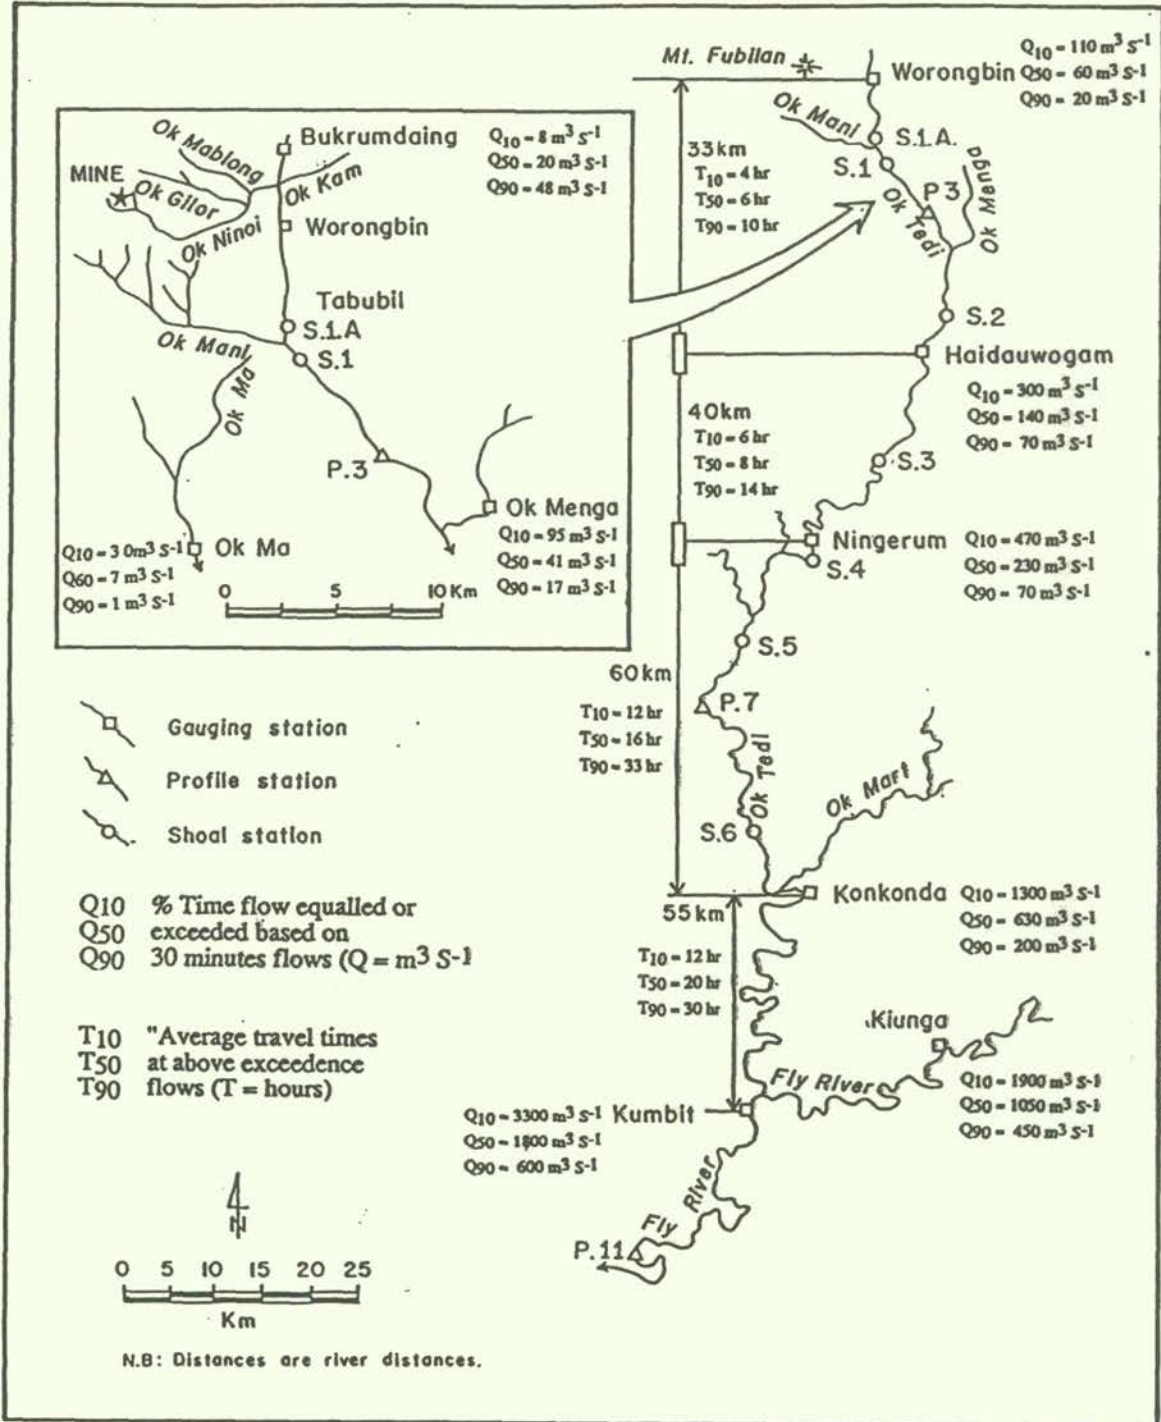 Mt. Fubilan
Worongbin
Q10 = 110 m³ S-1
Q50 = 60 m³ S-1
Q90 = 20 m³ S-1
Ok Mani
S.1.A.
S.1
P 3
Ok Tedi
Ok Menga
33km
T10 = 4 hr
T50 = 6 hr
T90 = 10 hr
S.2
Haidauwogam
Q10 = 300 m³ S-1
Q50 = 140 m³ S-1
Q90 = 70 m³ S-1
40km
T10 = 6 hr
T50 = 8 hr
T90 = 14 hr
S.3
Ningerum
Q10 = 470 m³ S-1
Q50 = 230 m³ S-1
Q90 = 70 m³ S-1
S.4
S.5
60km
T10 = 12 hr
T50 = 16 hr
T90 = 33 hr
P.7
Ok Tedi
Ok Mart
S.6
Konkonda
Q10 = 1300 m³ S-1
Q50 = 630 m³ S-1
Q90 = 200 m³ S-1
55km
T10 = 12 hr
T50 = 20 hr
T90 = 30 hr
Kiunga
Q10 = 1900 m³ S-1
Q50 = 1050 m³ S-1
Q90 = 450 m³ S-1
Fly River
Kumbit
Q10 = 3300 m³ S-1
Q50 = 1800 m³ S-1
Q90 = 600 m³ S-1
Fly River
P.11
Bukrumdaing
Q10 = 8 m³ S-1
Q50 = 20 m³ S-1
Q90 = 48 m³ S-1
Ok Mablong
MINE
Ok Gilor
Ok Kam
Ok Ninoi
Worongbin
Tabubil
S.1.A
Ok Mani
S.1
Ok Ma
P.3
Ok Menga
Q10 = 95 m³ S-1
Q50 = 41 m³ S-1
Q90 = 17 m³ S-1
Ok Ma
Q10 = 30m³ S-1
Q60 = 7 m³ S-1
Q90 = 1 m³ S-1
0 5 10 Km
Gauging station
Profile station
Shoal station
Q10 % Time flow equalled or
Q50 exceeded based on
Q90 30 minutes flows (Q = m³ S-1
T10 "Average travel times
T50 at above exceedence
T90 flows (T = hours)
N
0 5 10 15 20 25
Km
N.B: Distances are river distances.